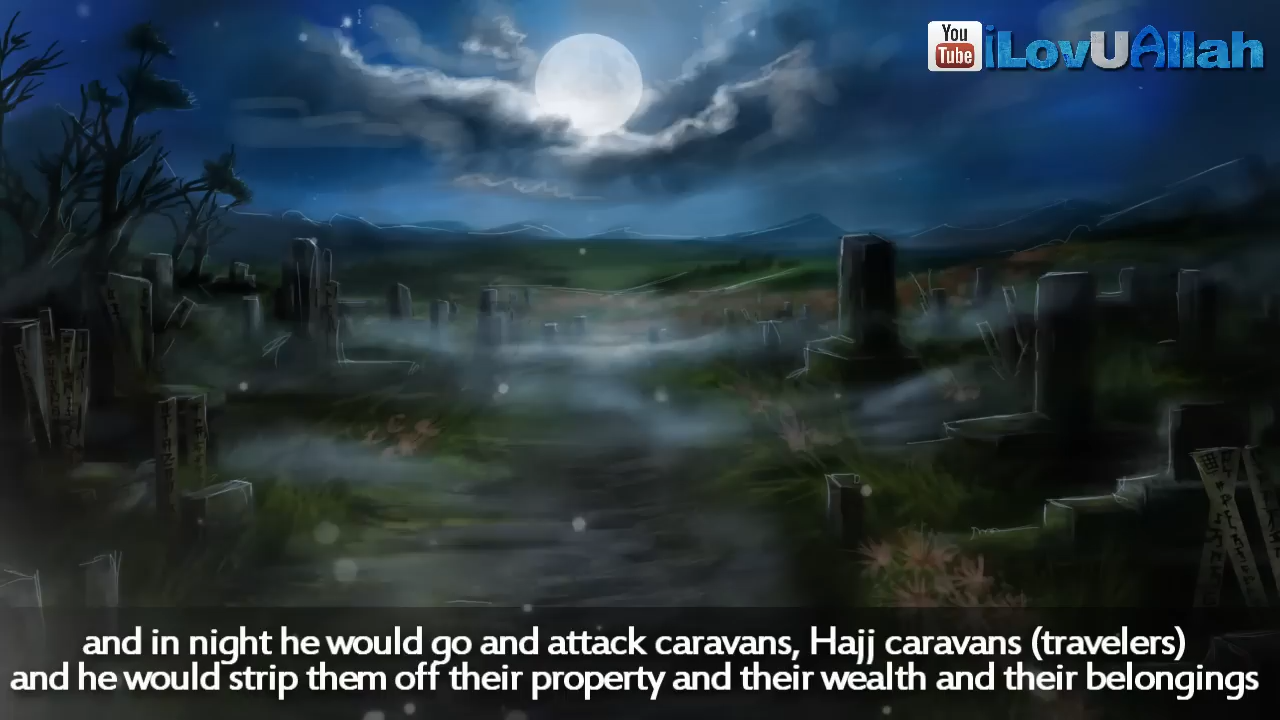 You
Tube
iLovUAllah
and in night he would go and attack caravans, Hajj caravans (travelers)
and he would strip them off their property and their wealth and their belongings